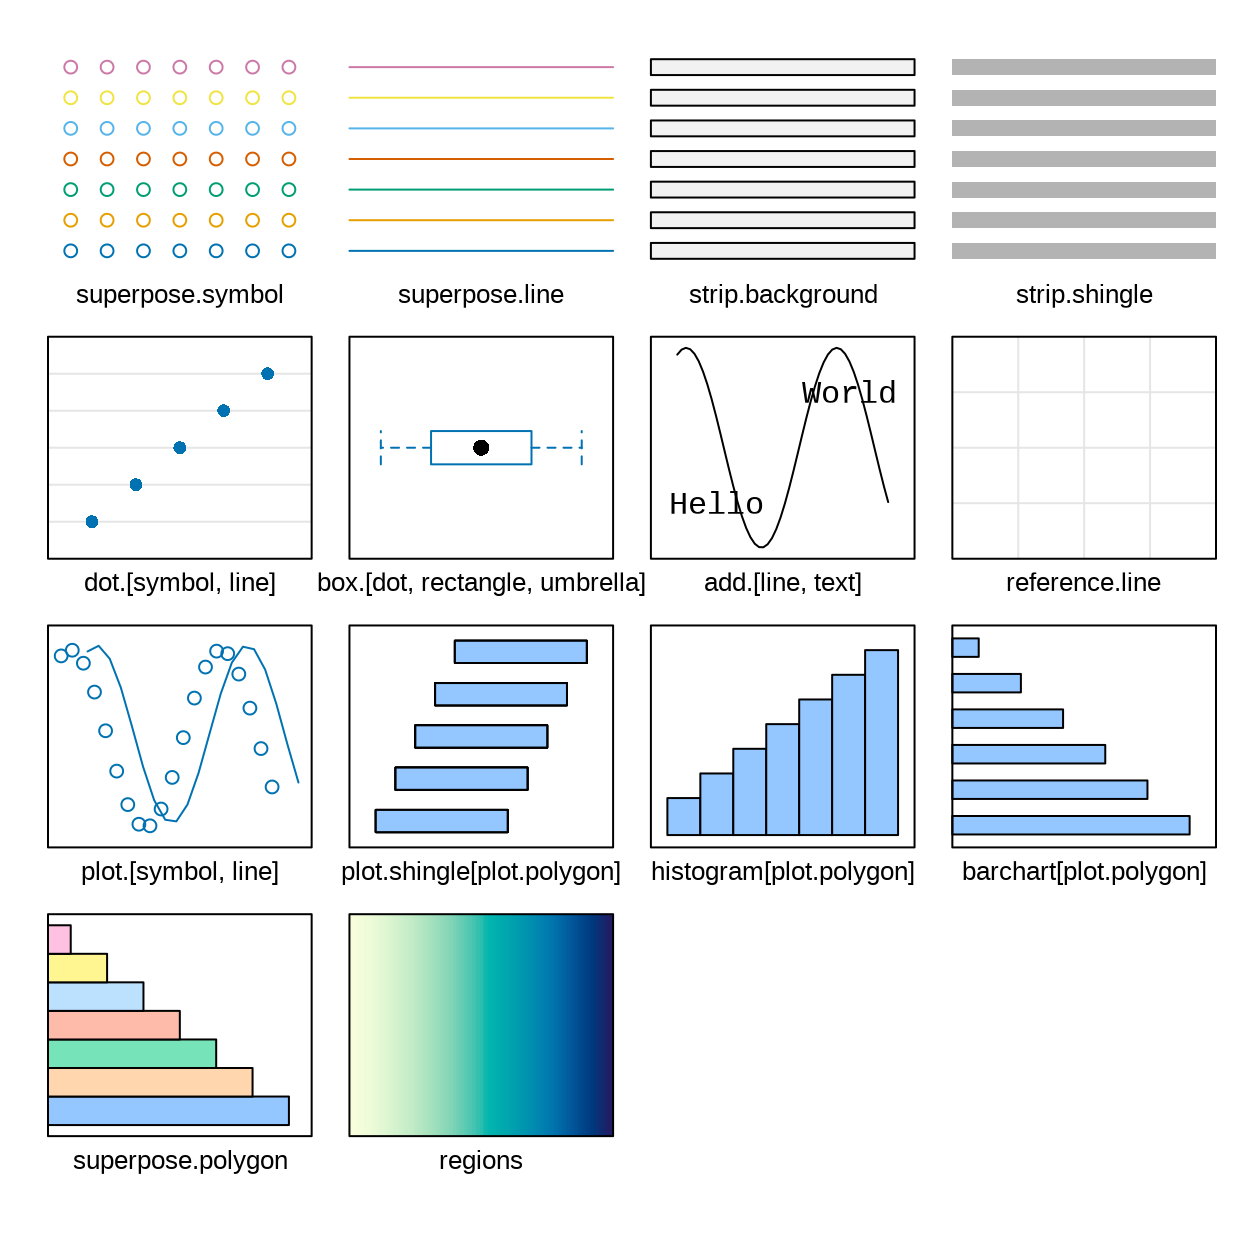 superpose.symbol
superpose.line
strip.background
strip.shingle
World
Hello
dot.[symbol, line]
box.[dot, rectangle, umbrella]
add.[line, text]
reference.line
plot.[symbol, line]
plot.shingle[plot.polygon]
histogram[plot.polygon]
barchart[plot.polygon]
superpose.polygon
regions